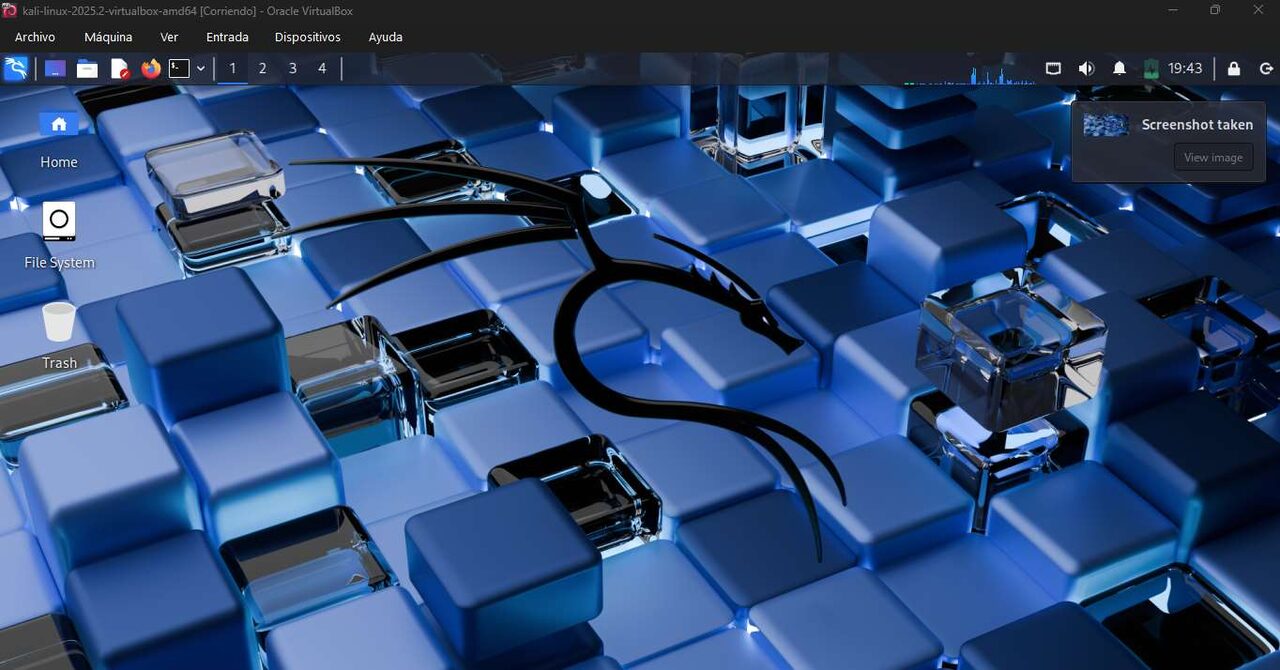 kali-linux-2025.2-virtualbox-amd64 [Corriendo] - Oracle VirtualBox
Archivo Máquina Ver Entrada Dispositivos Ayuda
1 2 3 4 19:43
Screenshot taken
View image
Home
File System
Trash